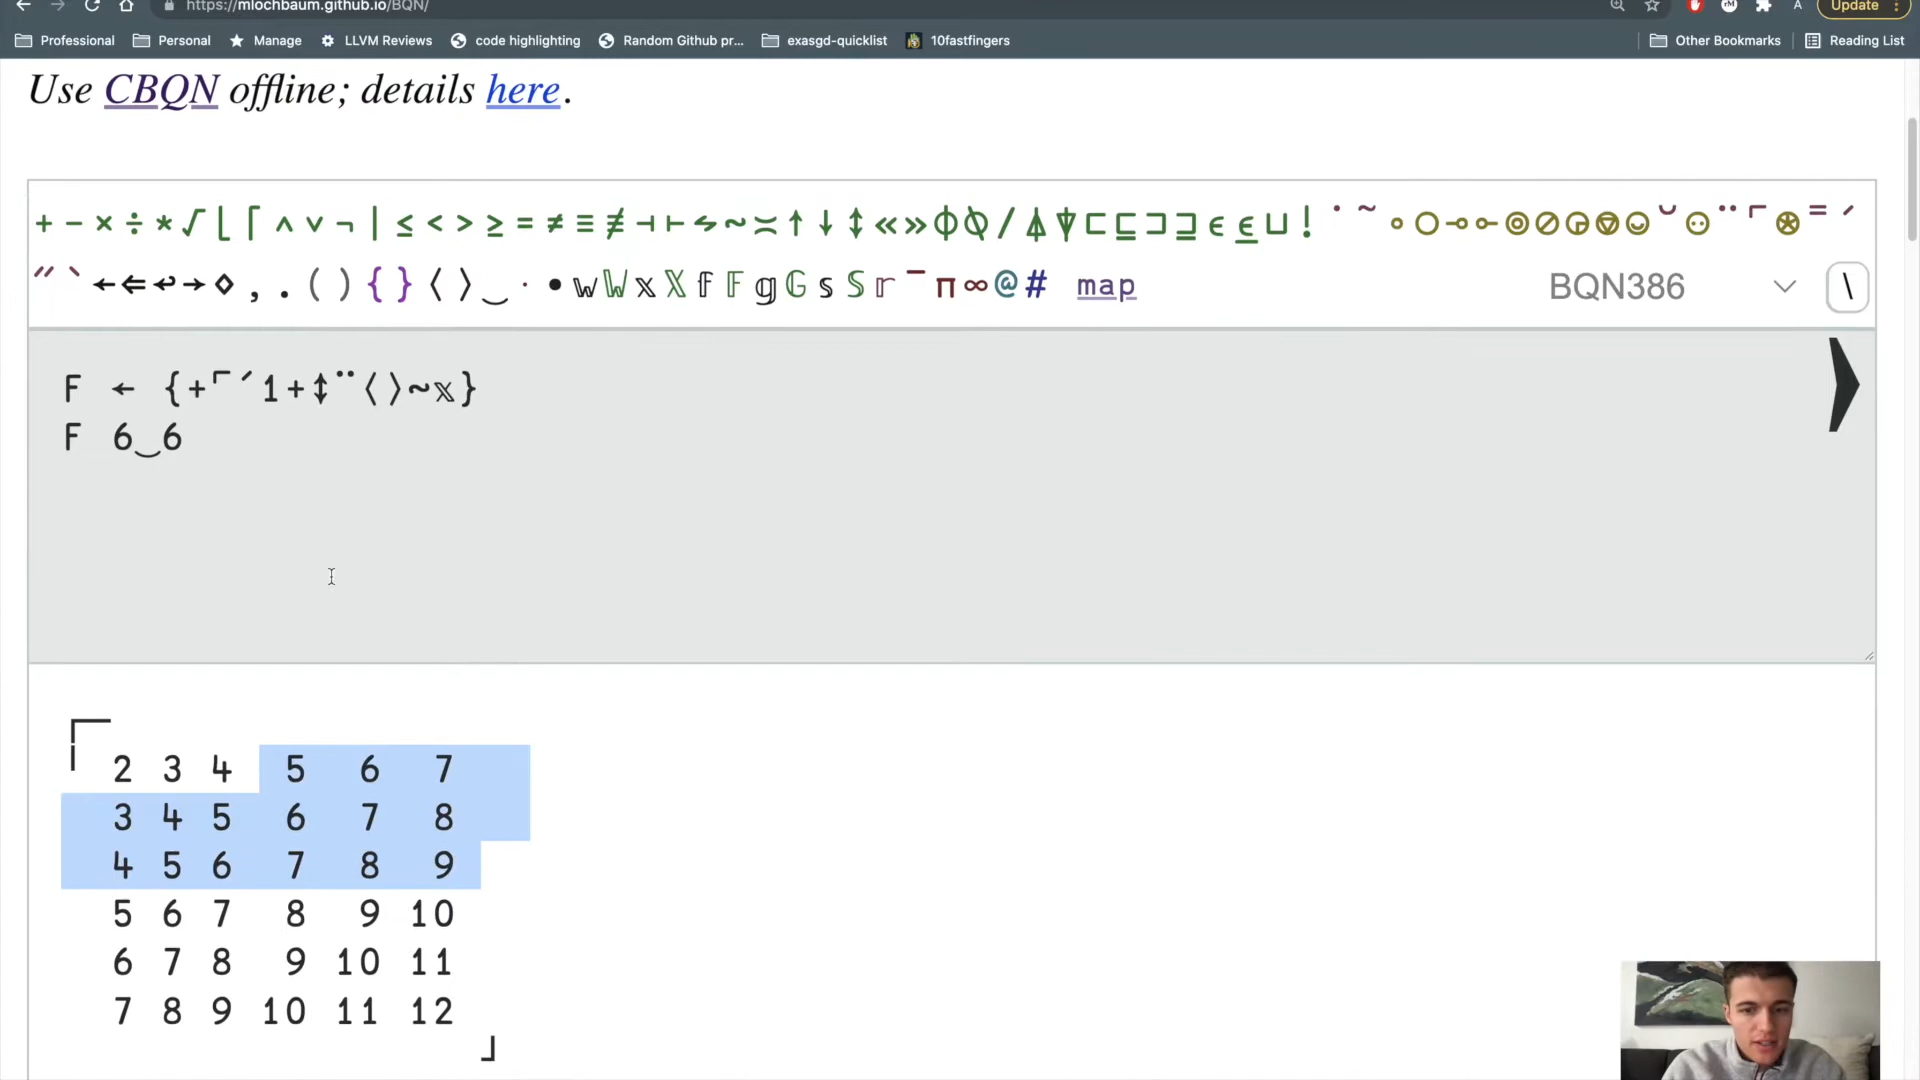 https://mlochbaum.github.io/BQN/
A
Update
Professional Personal Manage LLVM Reviews code highlighting Random Github pr... exasgd-quicklist 10fastfingers Other Bookmarks Reading List
Use CBQN offline; details here.
+ - × ÷ ⋆ √ ⌊ ⌈ ∧ ∨ ¬ | ≤ < > ≥ = ≠ ≡ ≢ ⊣ ⊢ ⥊ ∾ ≍ ↑ ↓ ↕ « » ⌽ ⍉ / ⍋ ⍒ ⊏ ⊑ ⊐ ⊒ ∊ ⍷ ⊔ ! ˙ ˜ ∘ ○ ⊸ ⟜ ⌾ ⊘ ◶ ⎊ ⎉ ˘ ⚇ ¨ ⌜ ⍟ ⁼ ´
˝ ` ← ⇐ ↩ → ⋄ , . ( ) { } ⟨ ⟩ ‿ · • 𝕨 𝕎 𝕩 𝕏 𝕗 𝔽 𝕘 𝔾 𝕤 𝕊 𝕣 ¯ π ∞ @ # map BQN386 \
F ← {+⌜´1+↕¨⟨⟩∾𝕩}
F 6‿6
2 3 4 5 6 7
3 4 5 6 7 8
4 5 6 7 8 9
5 6 7 8 9 10
6 7 8 9 10 11
7 8 9 10 11 12